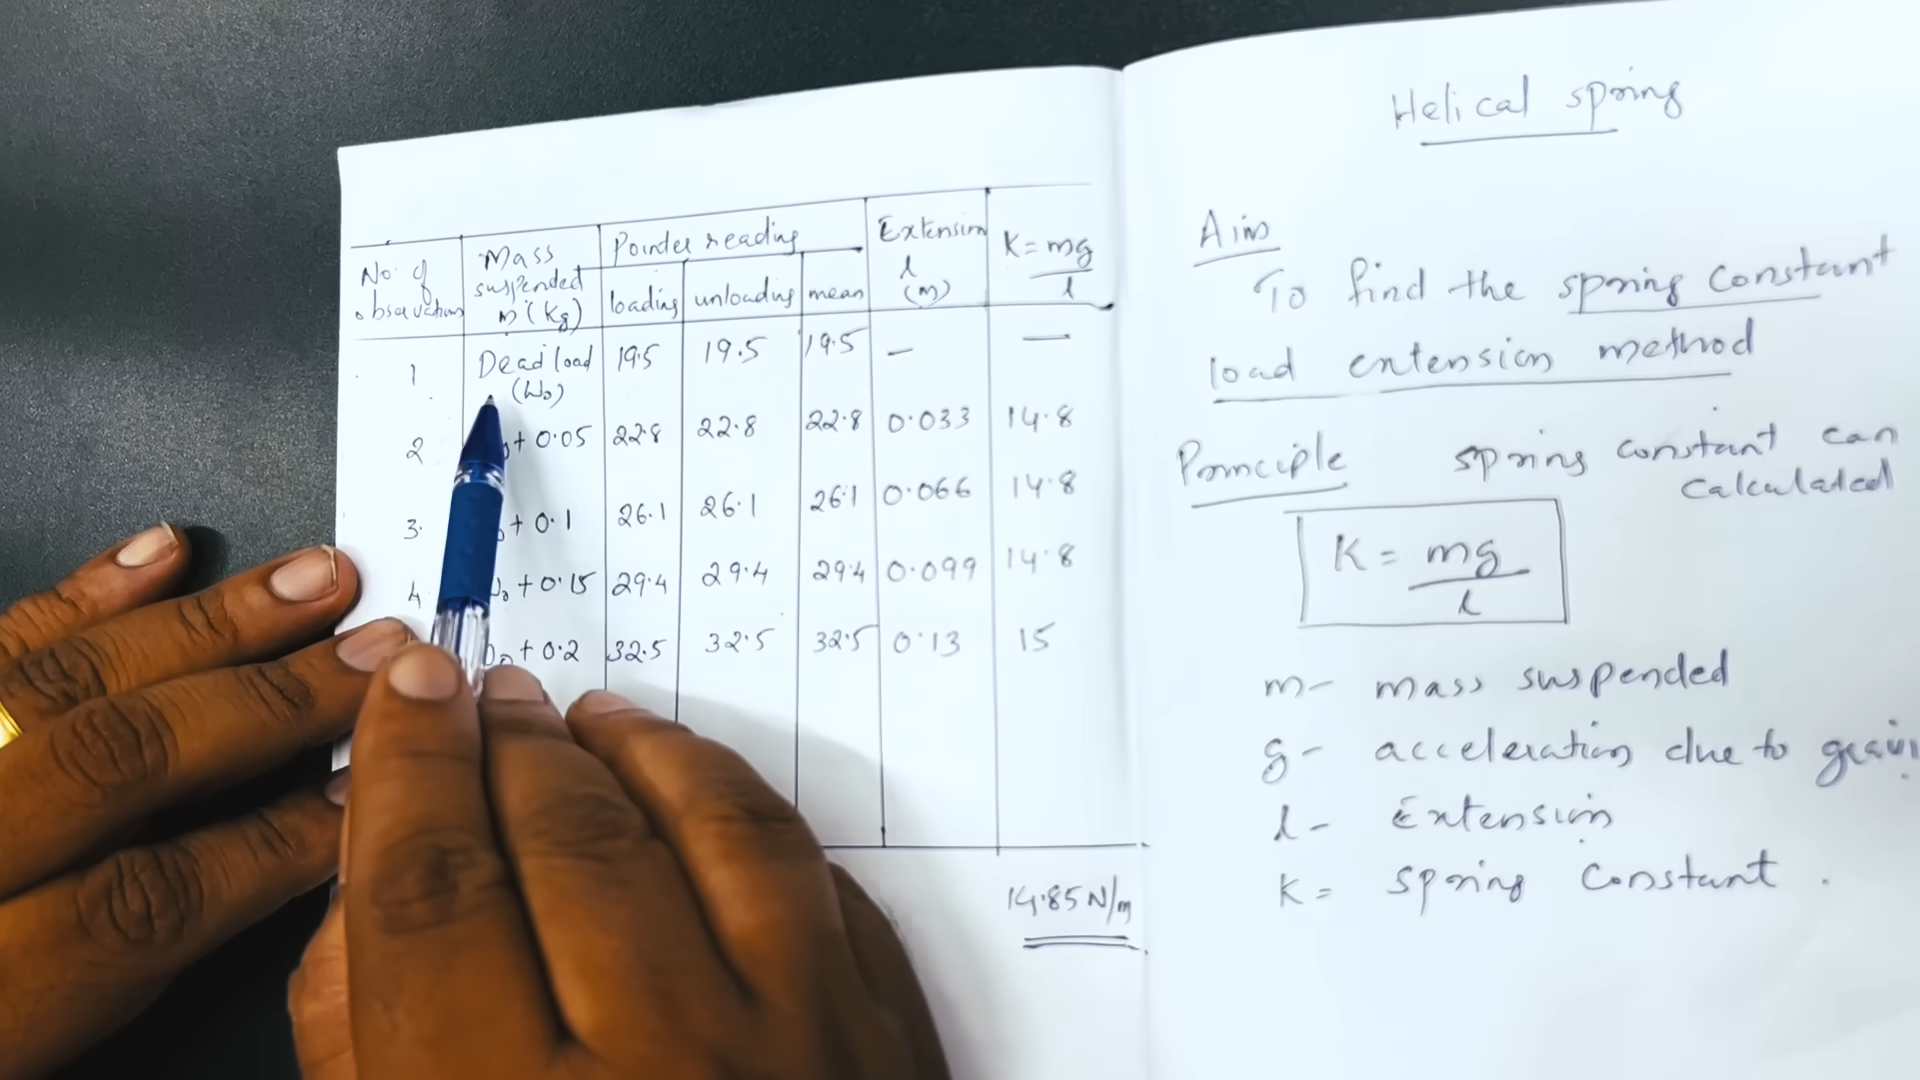 No. of observations | Mass suspended m (Kg) | Pointer reading | Extension l (m) | K = mg / l
loading | unloading | mean
1 | Dead load (W₀) | 19.5 | 19.5 | 19.5 | — | —
2 | + 0.05 | 22.8 | 22.8 | 22.8 | 0.033 | 14.8
3. | + 0.1 | 26.1 | 26.1 | 26.1 | 0.066 | 14.8
4 | + 0.15 | 29.4 | 29.4 | 29.4 | 0.099 | 14.8
+ 0.2 | 32.5 | 32.5 | 32.5 | 0.13 | 15
14.85 N/m
Helical spring
Aim
To find the spring constant
load extension method
Principle spring constant can
calculated
K = mg / l
m – mass suspended
g – acceleration due to
l – Extension
K = spring constant.